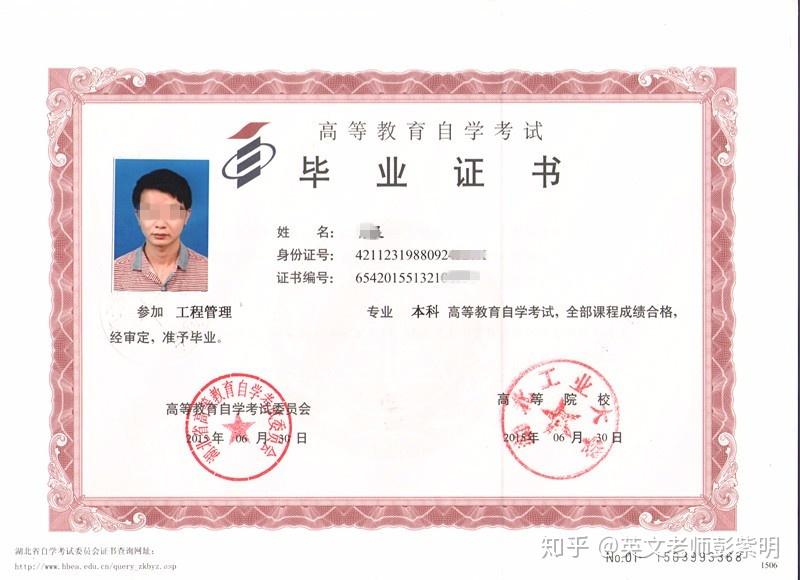 高等教育自学考试
毕业证书
姓 名：
身份证号： 42112319880924
证书编号： 6542015513210
参加 工程管理 专业 本科 高等教育自学考试，全部课程成绩合格，
经审定，准予毕业。
高等教育自学考试委员会
2015年 06 月 30 日
湖北省高等教育自学考试委员会
高 等 院 校
2015年 06 月 30 日
湖北工业大学
湖北省自学考试委员会证书查询网址：
http://www.hbea.edu.cn/query_zkbyz.asp
知乎 @英文老师彭紫明
No.01- 1553993368
1506